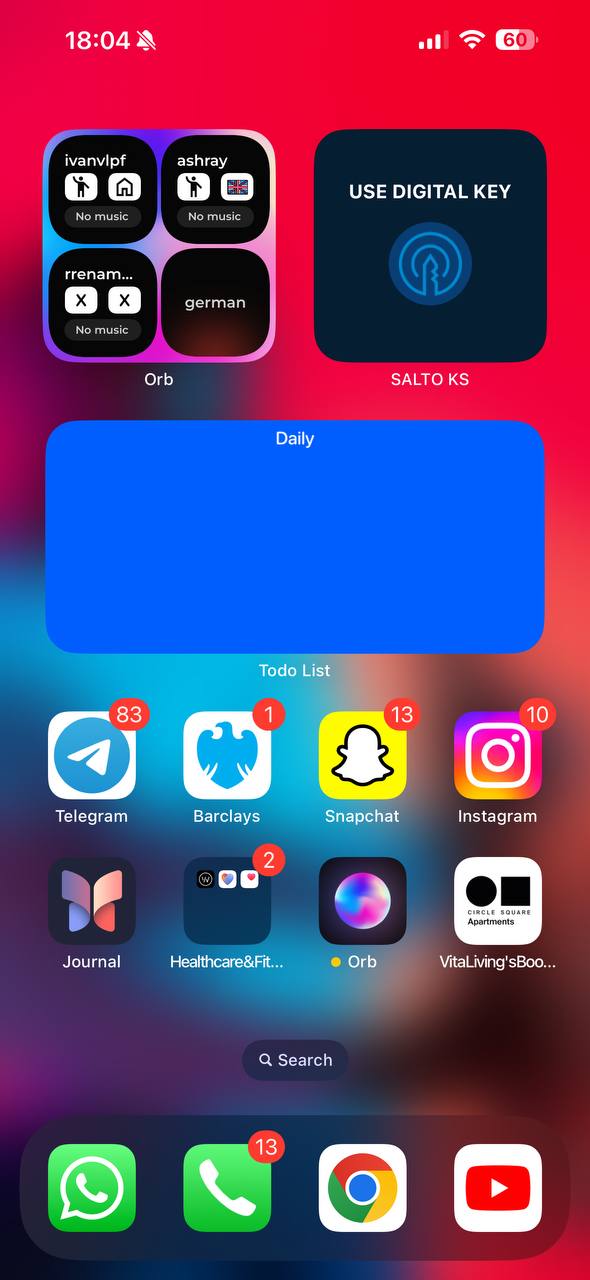 18:04
60
ivanvlpf
No music
ashray
No music
rrenam...
X X
No music
german
Orb
USE DIGITAL KEY
SALTO KS
Daily
Todo List
83
1
13
10
Telegram
Barclays
Snapchat
Instagram
2
CIRCLE SQUARE
Apartments
Journal
Healthcare&Fit...
Orb
VitaLiving'sBoo...
Search
13